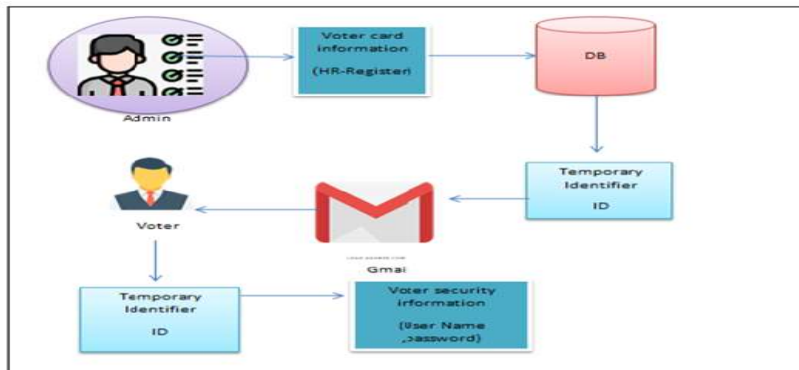 Voter card
information
(HR-Register)
DB
Admin
Temporary
Identifier
ID
Voter
Gmai
Temporary
Identifier
ID
Voter security
information
(User Name
,password)